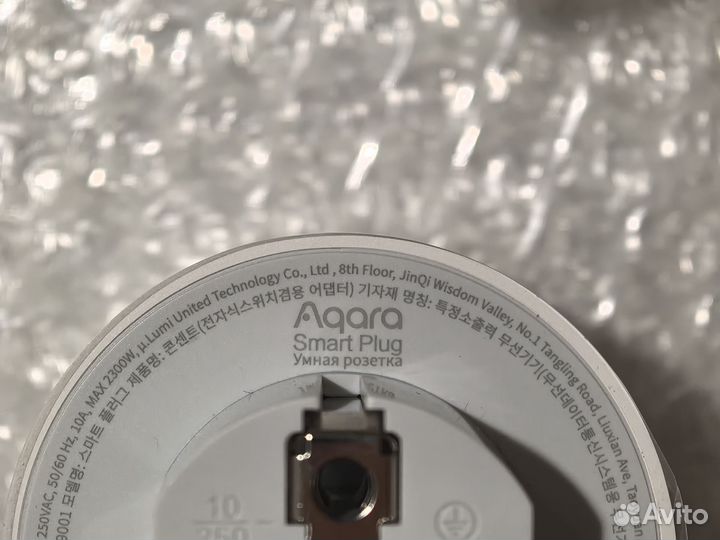 250VAC, 50/60 Hz, 10A, MAX 2300W, μ.Lumi United Technology Co., Ltd , 8th Floor, JinQi Wisdom Valley, No.1 Tangling Road, Liuxian Ave,
9001 모델명: 스마트 플러그 제품명: 콘센트(전자식스위치겸용 어댑터) 기자재 명칭: 특정소출력 무선기기(무선데이터통신시스템용
Aqara
Smart Plug
Умная розетка
10
250~
Avito